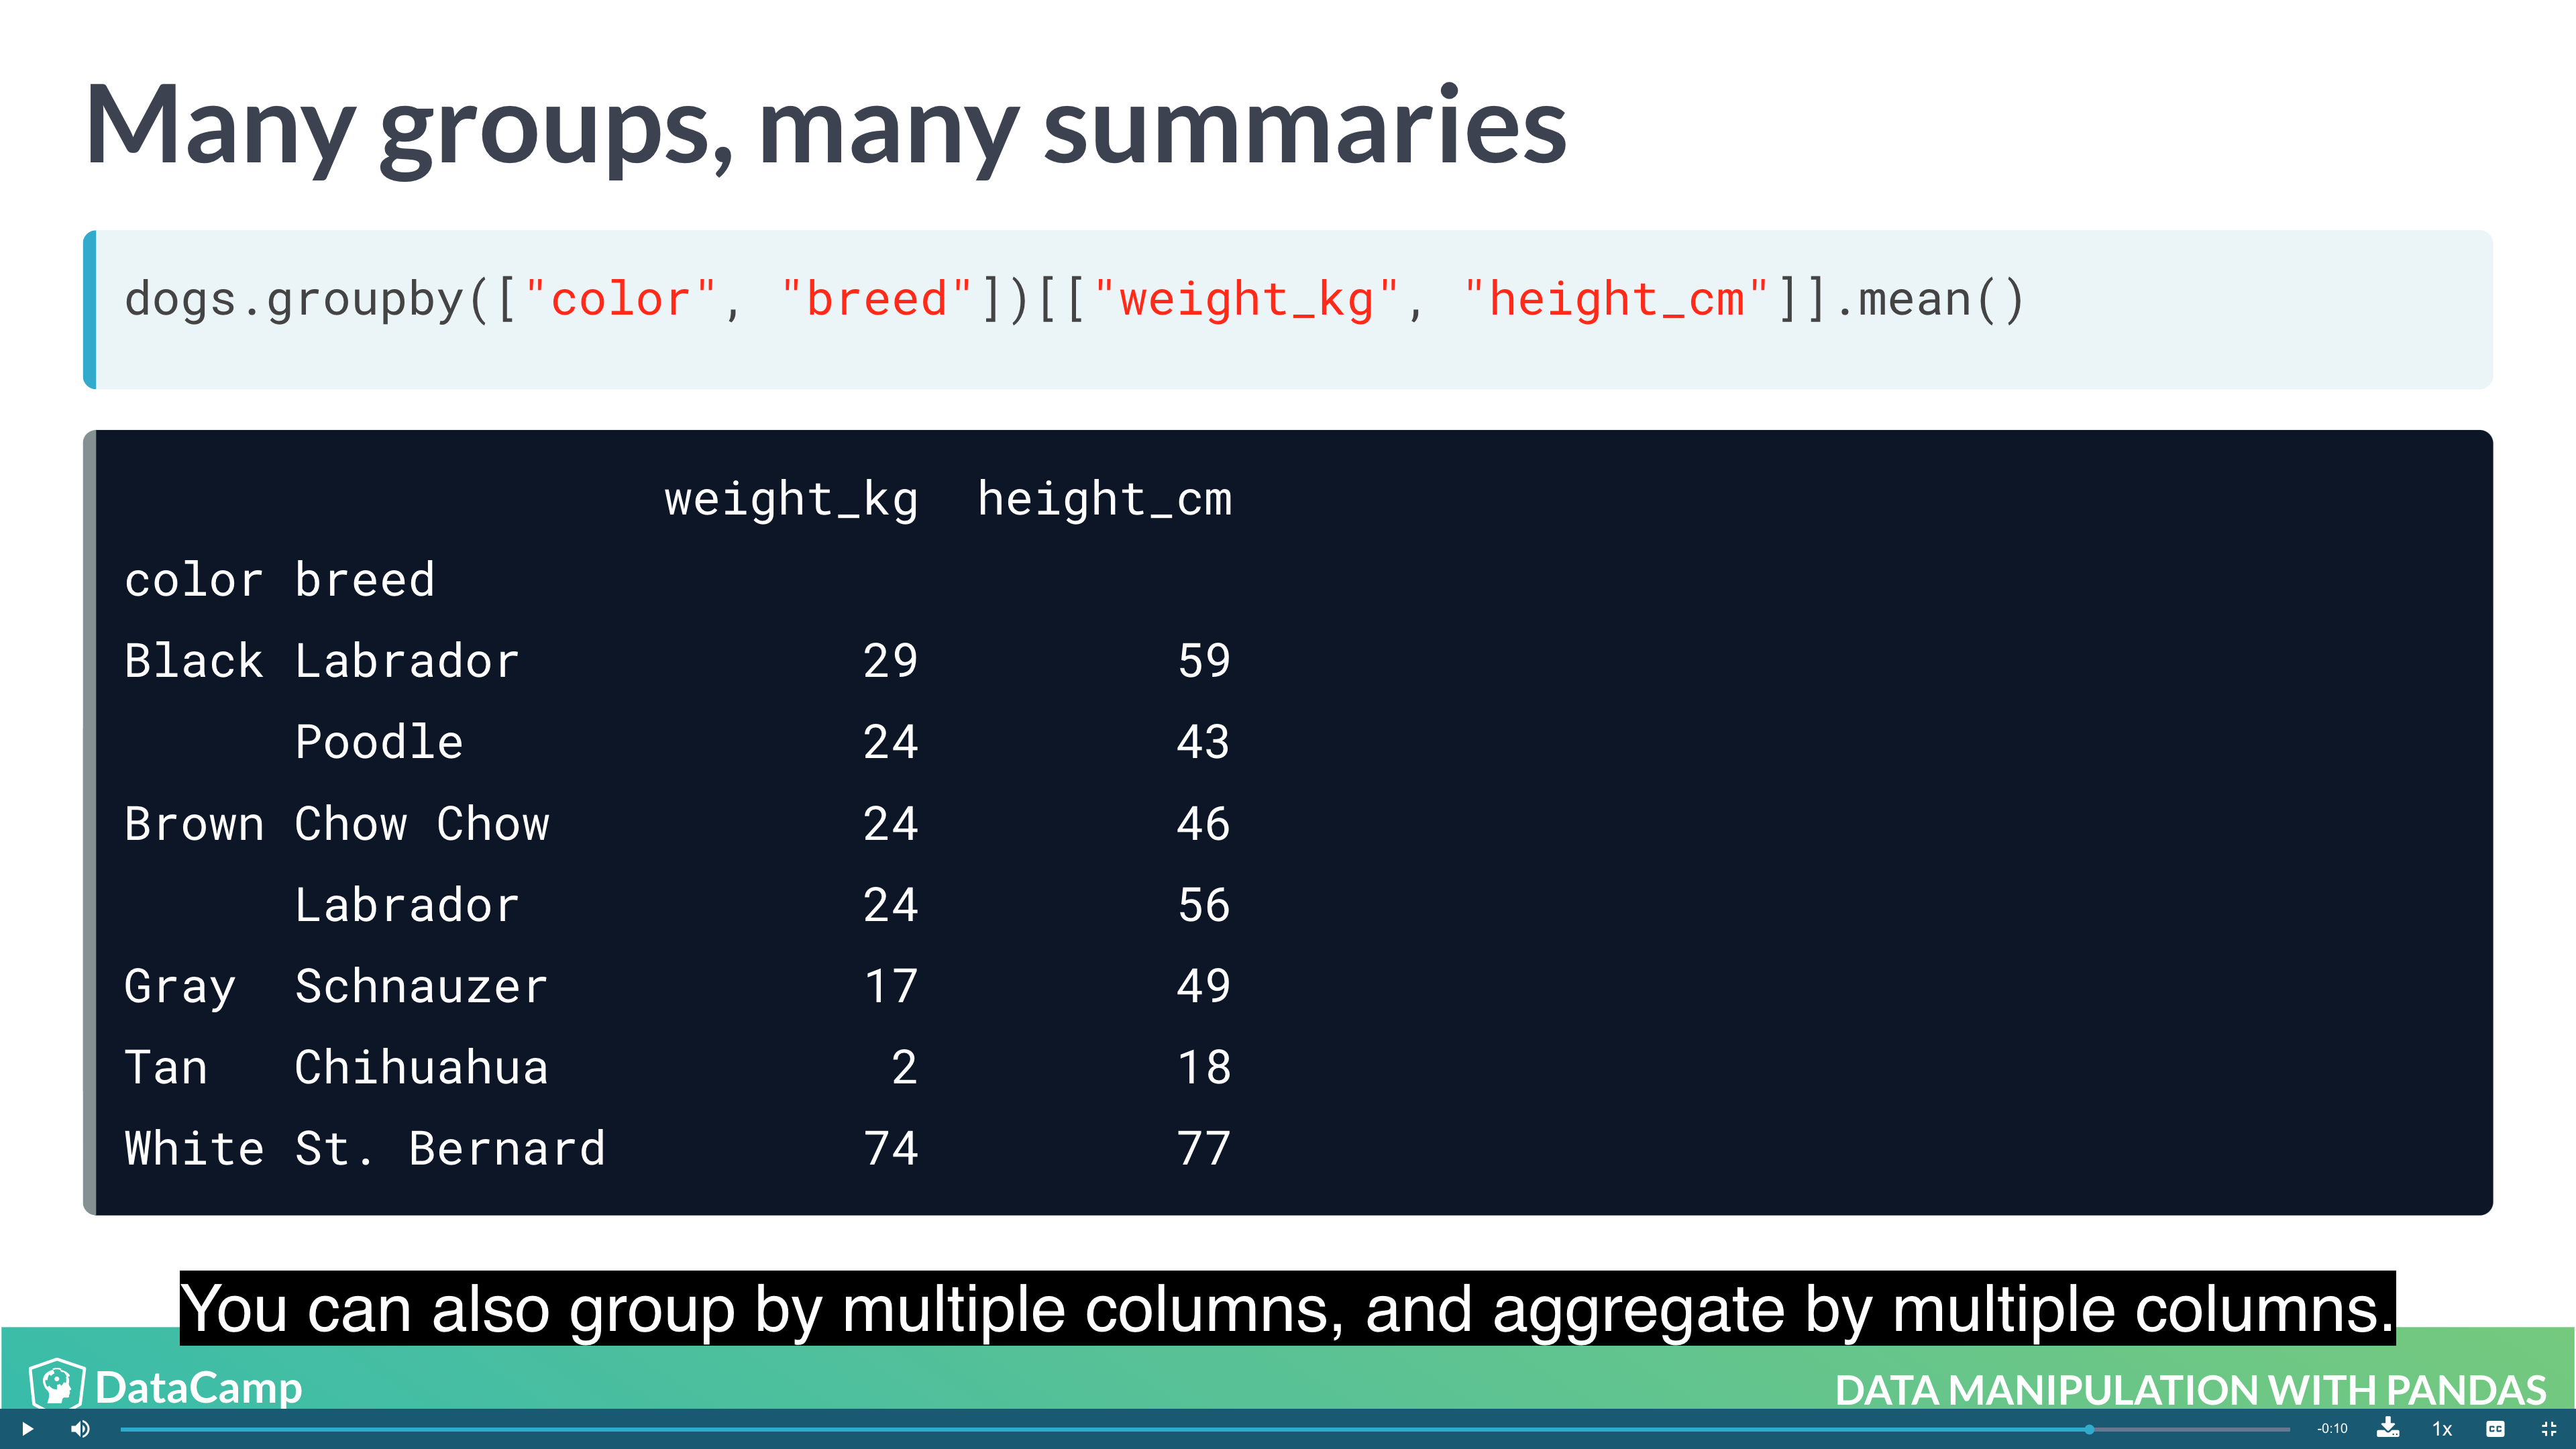 Many groups, many summaries
dogs.groupby(["color", "breed"])[["weight_kg", "height_cm"]].mean()
weight_kg height_cm
color breed
Black Labrador 29 59
Poodle 24 43
Brown Chow Chow 24 46
Labrador 24 56
Gray Schnauzer 17 49
Tan Chihuahua 2 18
White St. Bernard 74 77
You can also group by multiple columns, and aggregate by multiple columns.
DataCamp
DATA MANIPULATION WITH PANDAS
-0:10
1x
CC